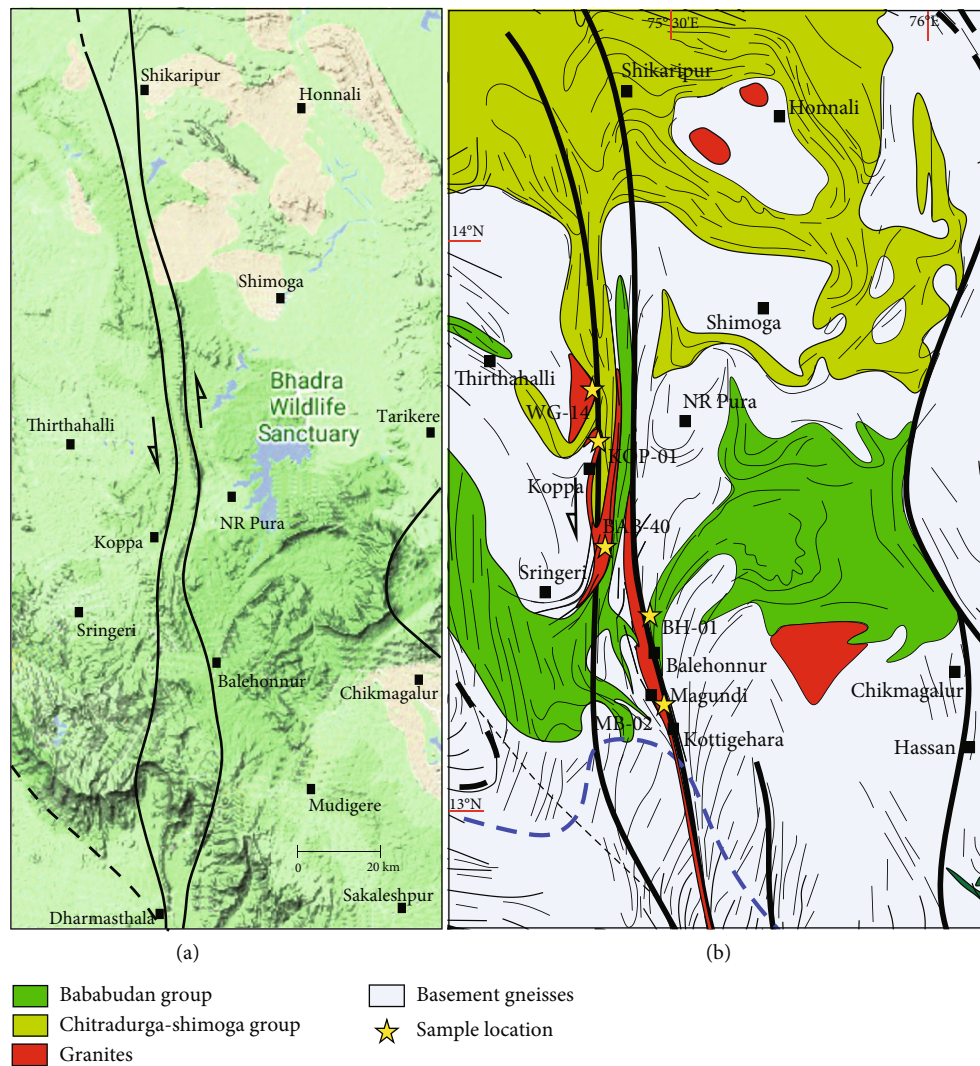 Shikaripur
Honnali
Shimoga
Bhadra
Wildlife
Sanctuary
Tarikere
Thirthahalli
NR Pura
Koppa
Sringeri
Balehonnur
Chikmagalur
Mudigere
0
20 km
Sakaleshpur
Dharmasthala
(a)
75° 30'E
76° E
Shikaripur
Honnali
14°N
Shimoga
Thirthahalli
WG-14
NR Pura
KOP-01
Koppa
BAB-40
Sringeri
BH-01
Balehonnur
Chikmagalur
Magundi
MB-02
Kottigehara
Hassan
13°N
(b)
Bababudan group
Chitradurga-shimoga group
Granites
Basement gneisses
Sample location